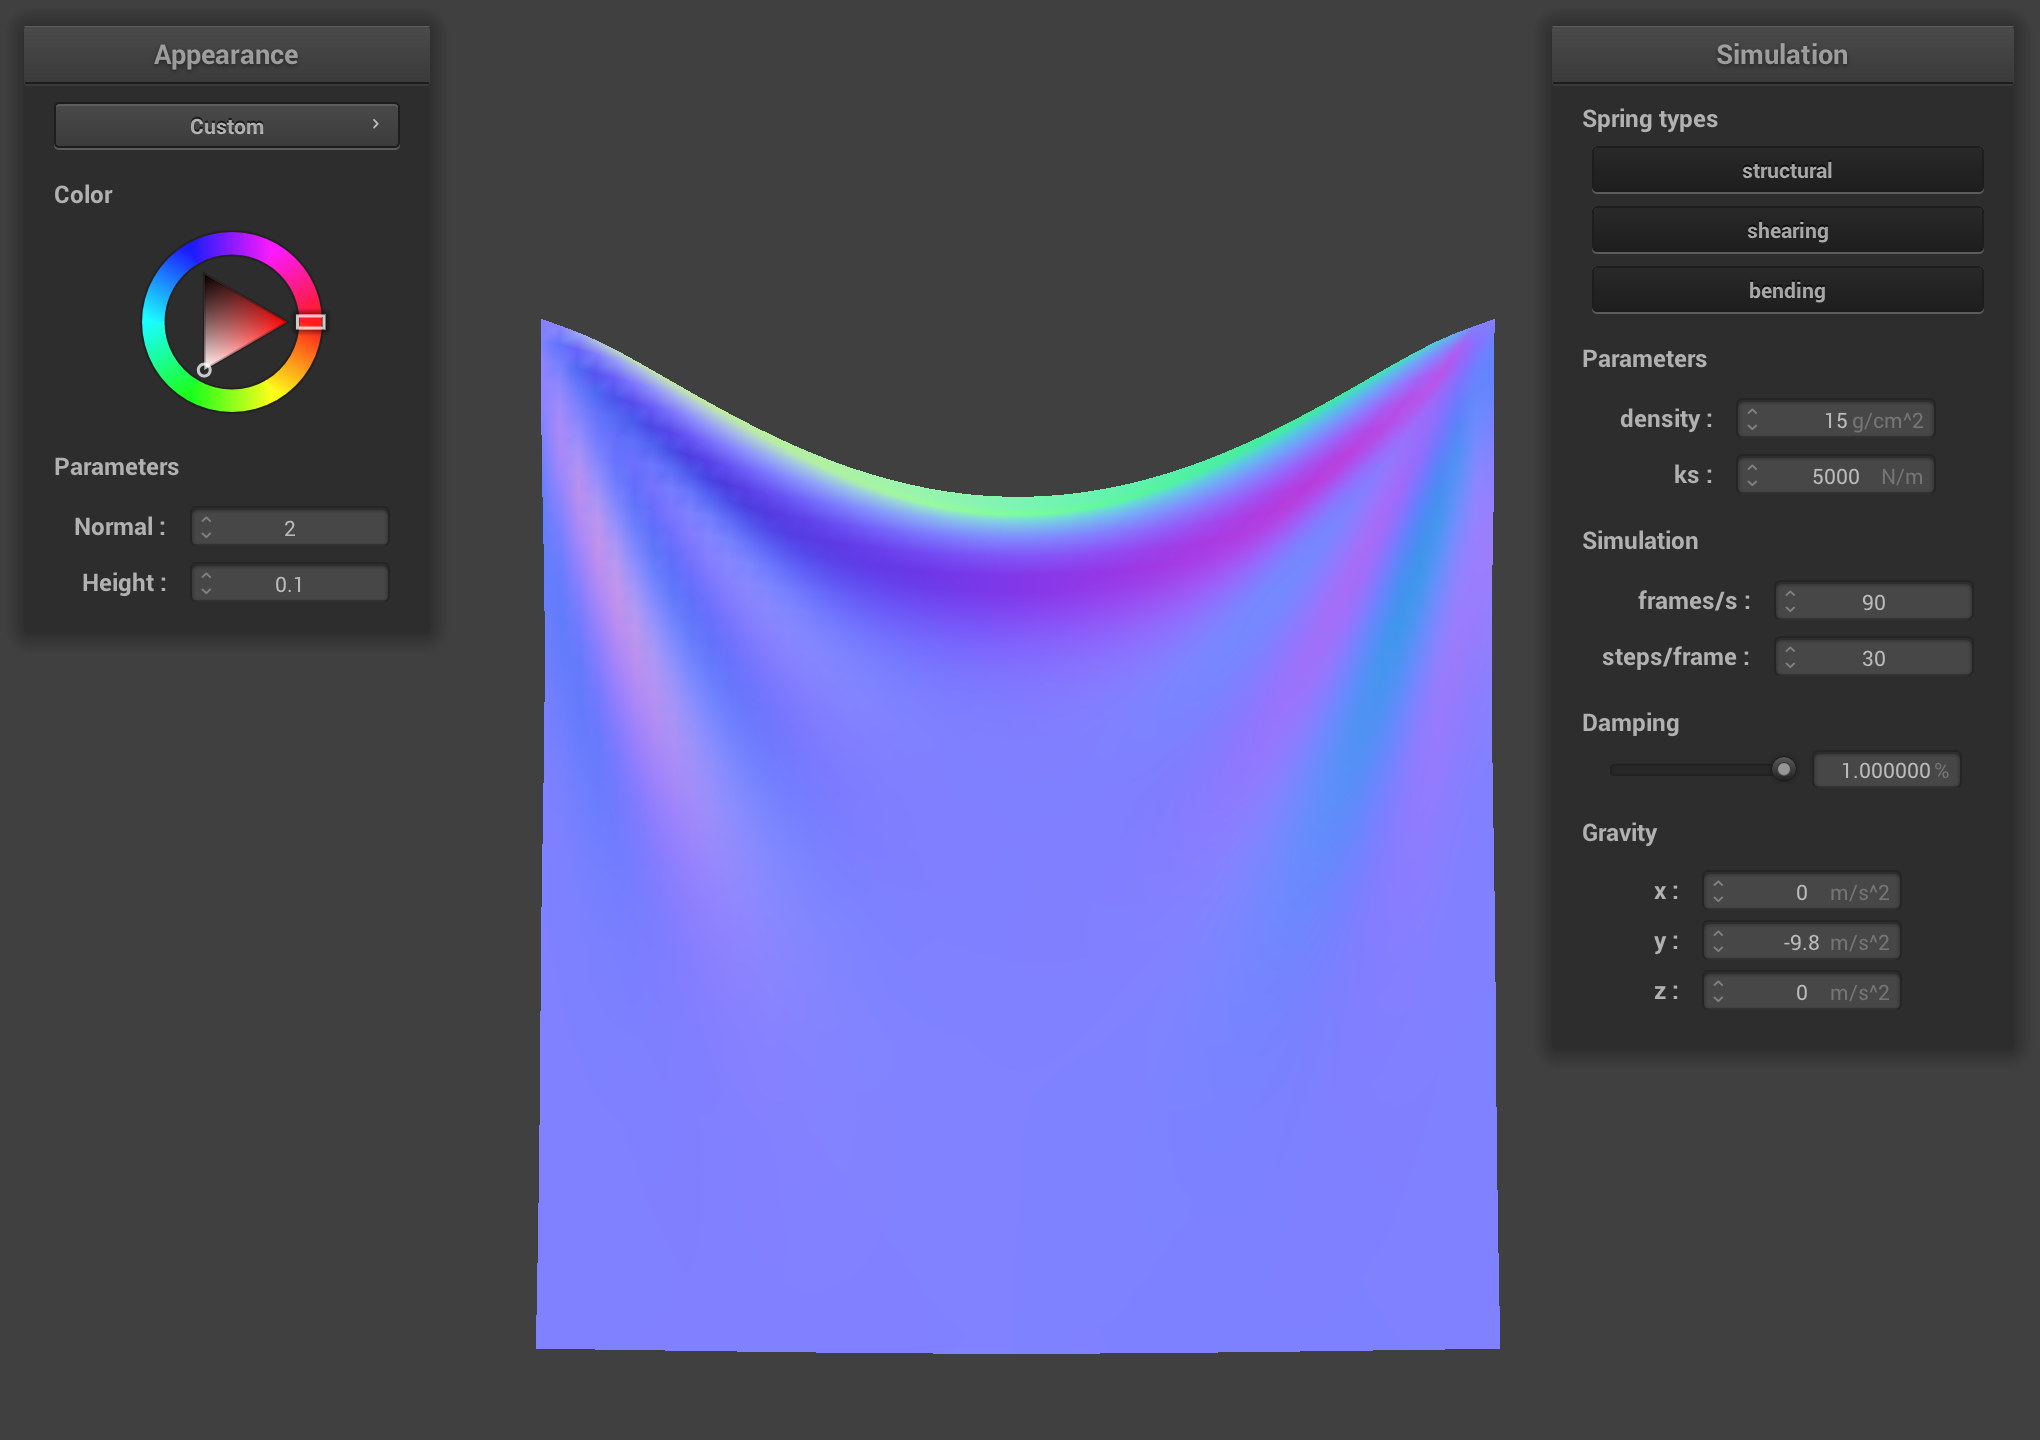 Appearance
Custom
Color
Parameters
Normal : 2
Height : 0.1
Simulation
Spring types
structural
shearing
bending
Parameters
density : 15 g/cm^2
ks : 5000 N/m
Simulation
frames/s : 90
steps/frame : 30
Damping
1.000000 %
Gravity
x : 0 m/s^2
y : -9.8 m/s^2
z : 0 m/s^2